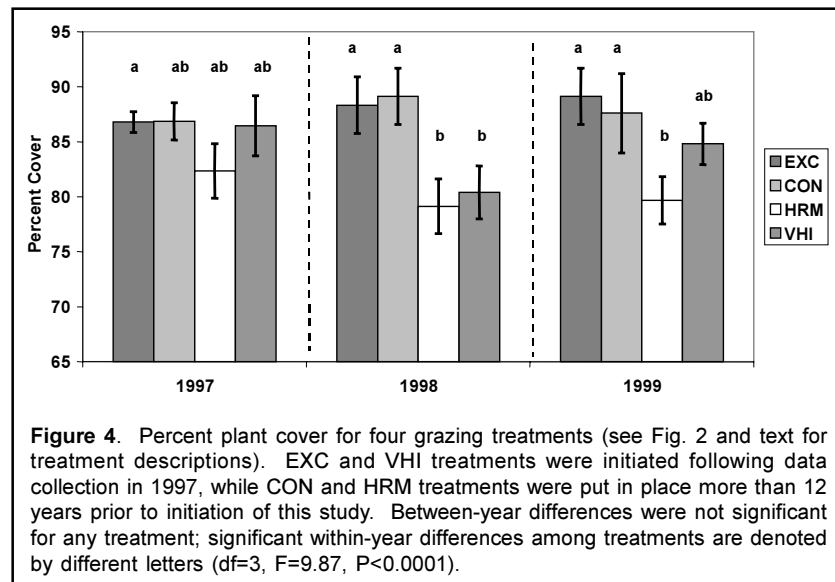 95
90
85
80
75
70
65
Percent Cover
a ab ab ab
a a b b
a a b ab
EXC
CON
HRM
VHI
1997 1998 1999
Figure 4. Percent plant cover for four grazing treatments (see Fig. 2 and text for
treatment descriptions). EXC and VHI treatments were initiated following data
collection in 1997, while CON and HRM treatments were put in place more than 12
years prior to initiation of this study. Between-year differences were not significant
for any treatment; significant within-year differences among treatments are denoted
by different letters (df=3, F=9.87, P<0.0001).